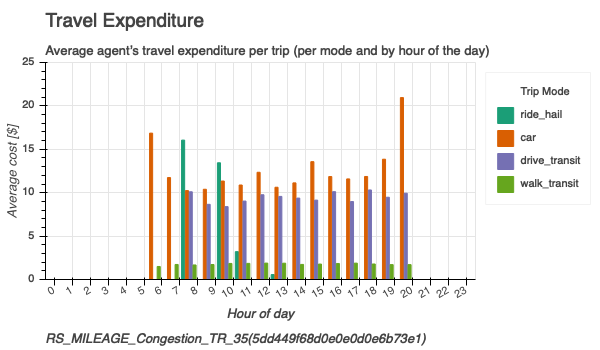 Travel Expenditure
Average agent's travel expenditure per trip (per mode and by hour of the day)
25
20
15
10
5
0
Average cost [$]
0 1 2 3 4 5 6 7 8 9 10 11 12 13 14 15 16 17 18 19 20 21 22 23
Hour of day
Trip Mode
ride_hail
car
drive_transit
walk_transit
RS_MILEAGE_Congestion_TR_35(5dd449f68d0e0e0d0e6b73e1)